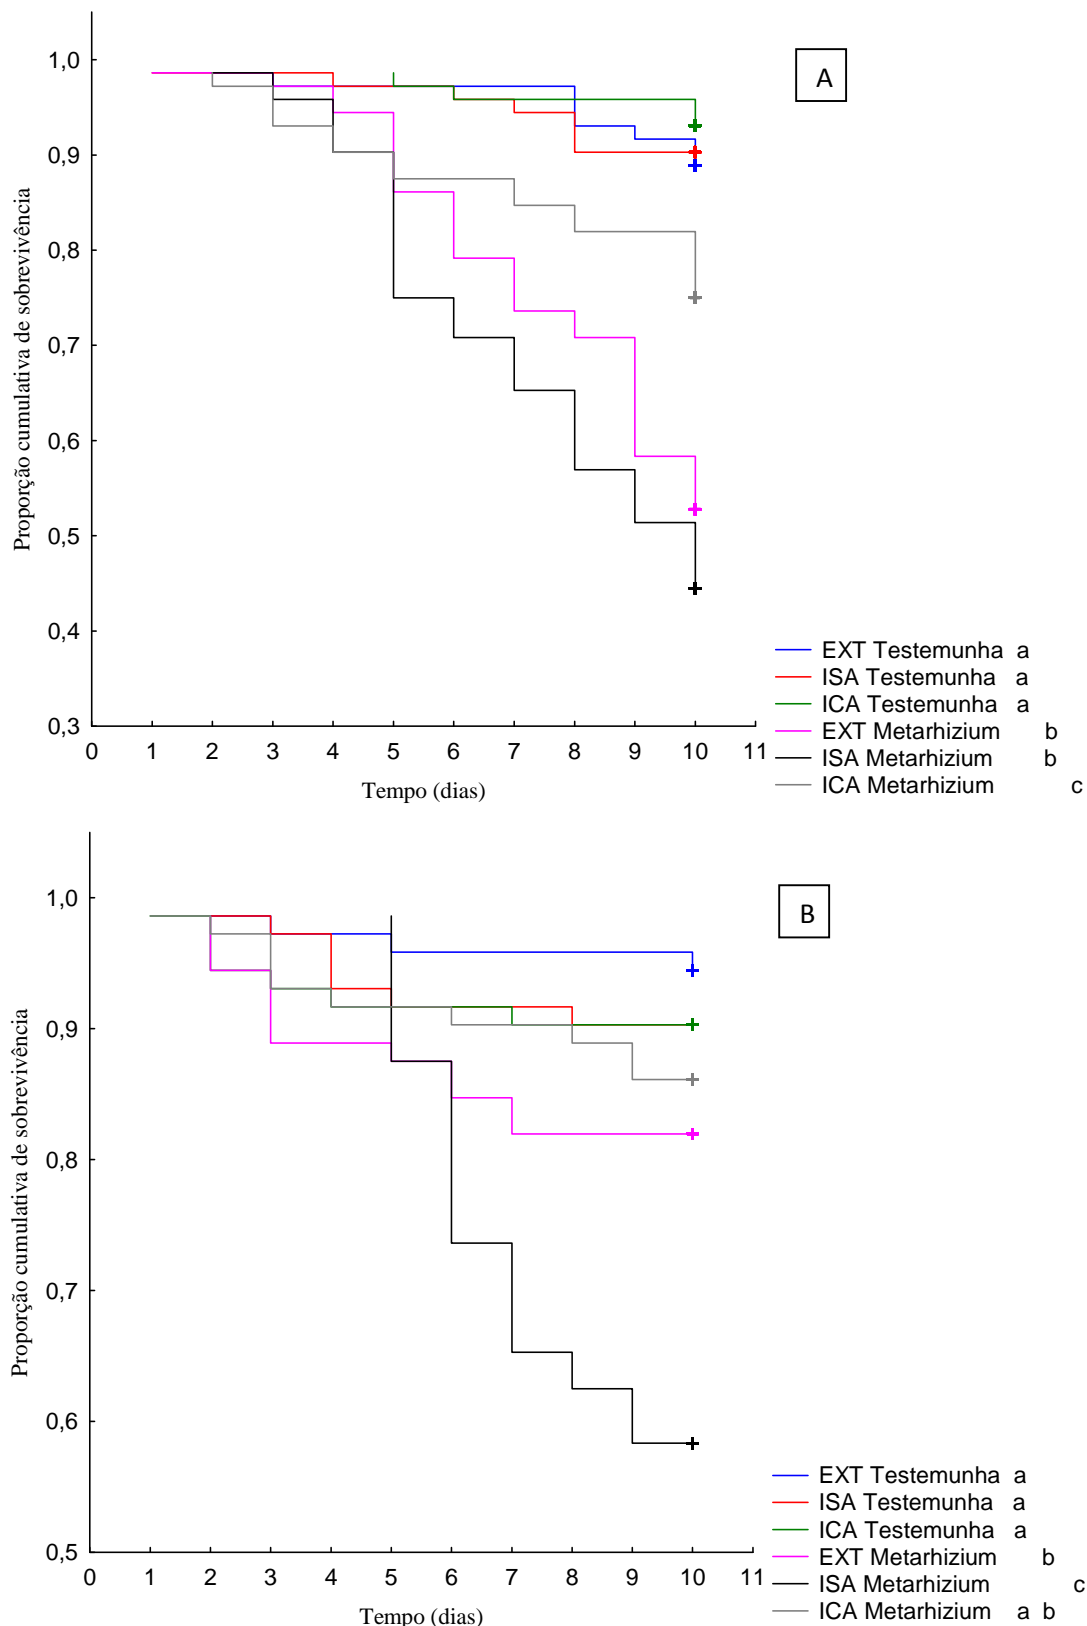 A
Proporção cumulativa de sobrevivência
1,0
0,9
0,8
0,7
0,6
0,5
0,4
0,3
0 1 2 3 4 5 6 7 8 9 10 11
Tempo (dias)
EXT Testemunha a
ISA Testemunha a
ICA Testemunha a
EXT Metarhizium b
ISA Metarhizium b
ICA Metarhizium c
B
Proporção cumulativa de sobrevivência
1,0
0,9
0,8
0,7
0,6
0,5
0 1 2 3 4 5 6 7 8 9 10 11
Tempo (dias)
EXT Testemunha a
ISA Testemunha a
ICA Testemunha a
EXT Metarhizium b
ISA Metarhizium c
ICA Metarhizium a b